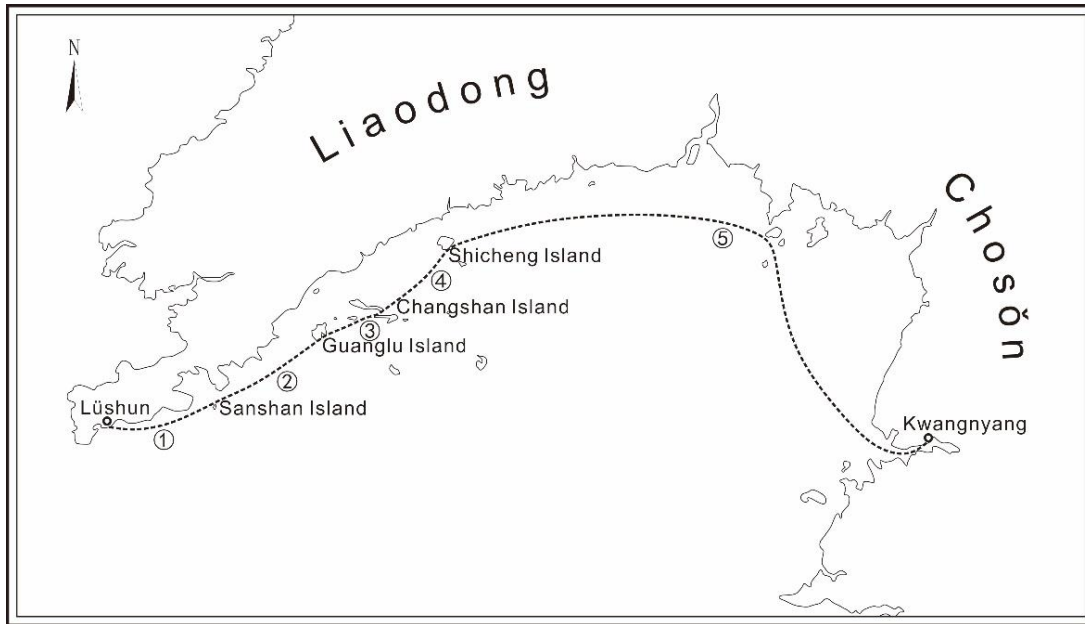 N
Liaodong
Chosŏn
⑤
Shicheng Island
④
Changshan Island
③
Guanglu Island
②
Sanshan Island
Lüshun
①
Kwangnyang